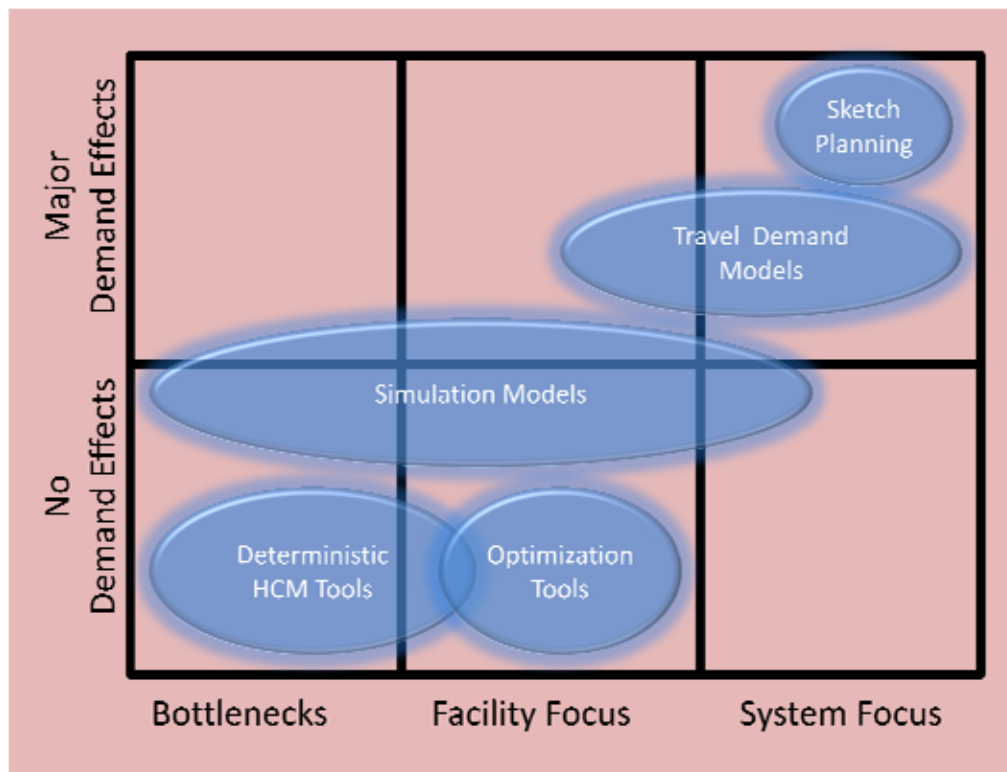 Major
Demand Effects
No
Demand Effects
Sketch
Planning
Travel Demand
Models
Simulation Models
Deterministic
HCM Tools
Optimization
Tools
Bottlenecks
Facility Focus
System Focus